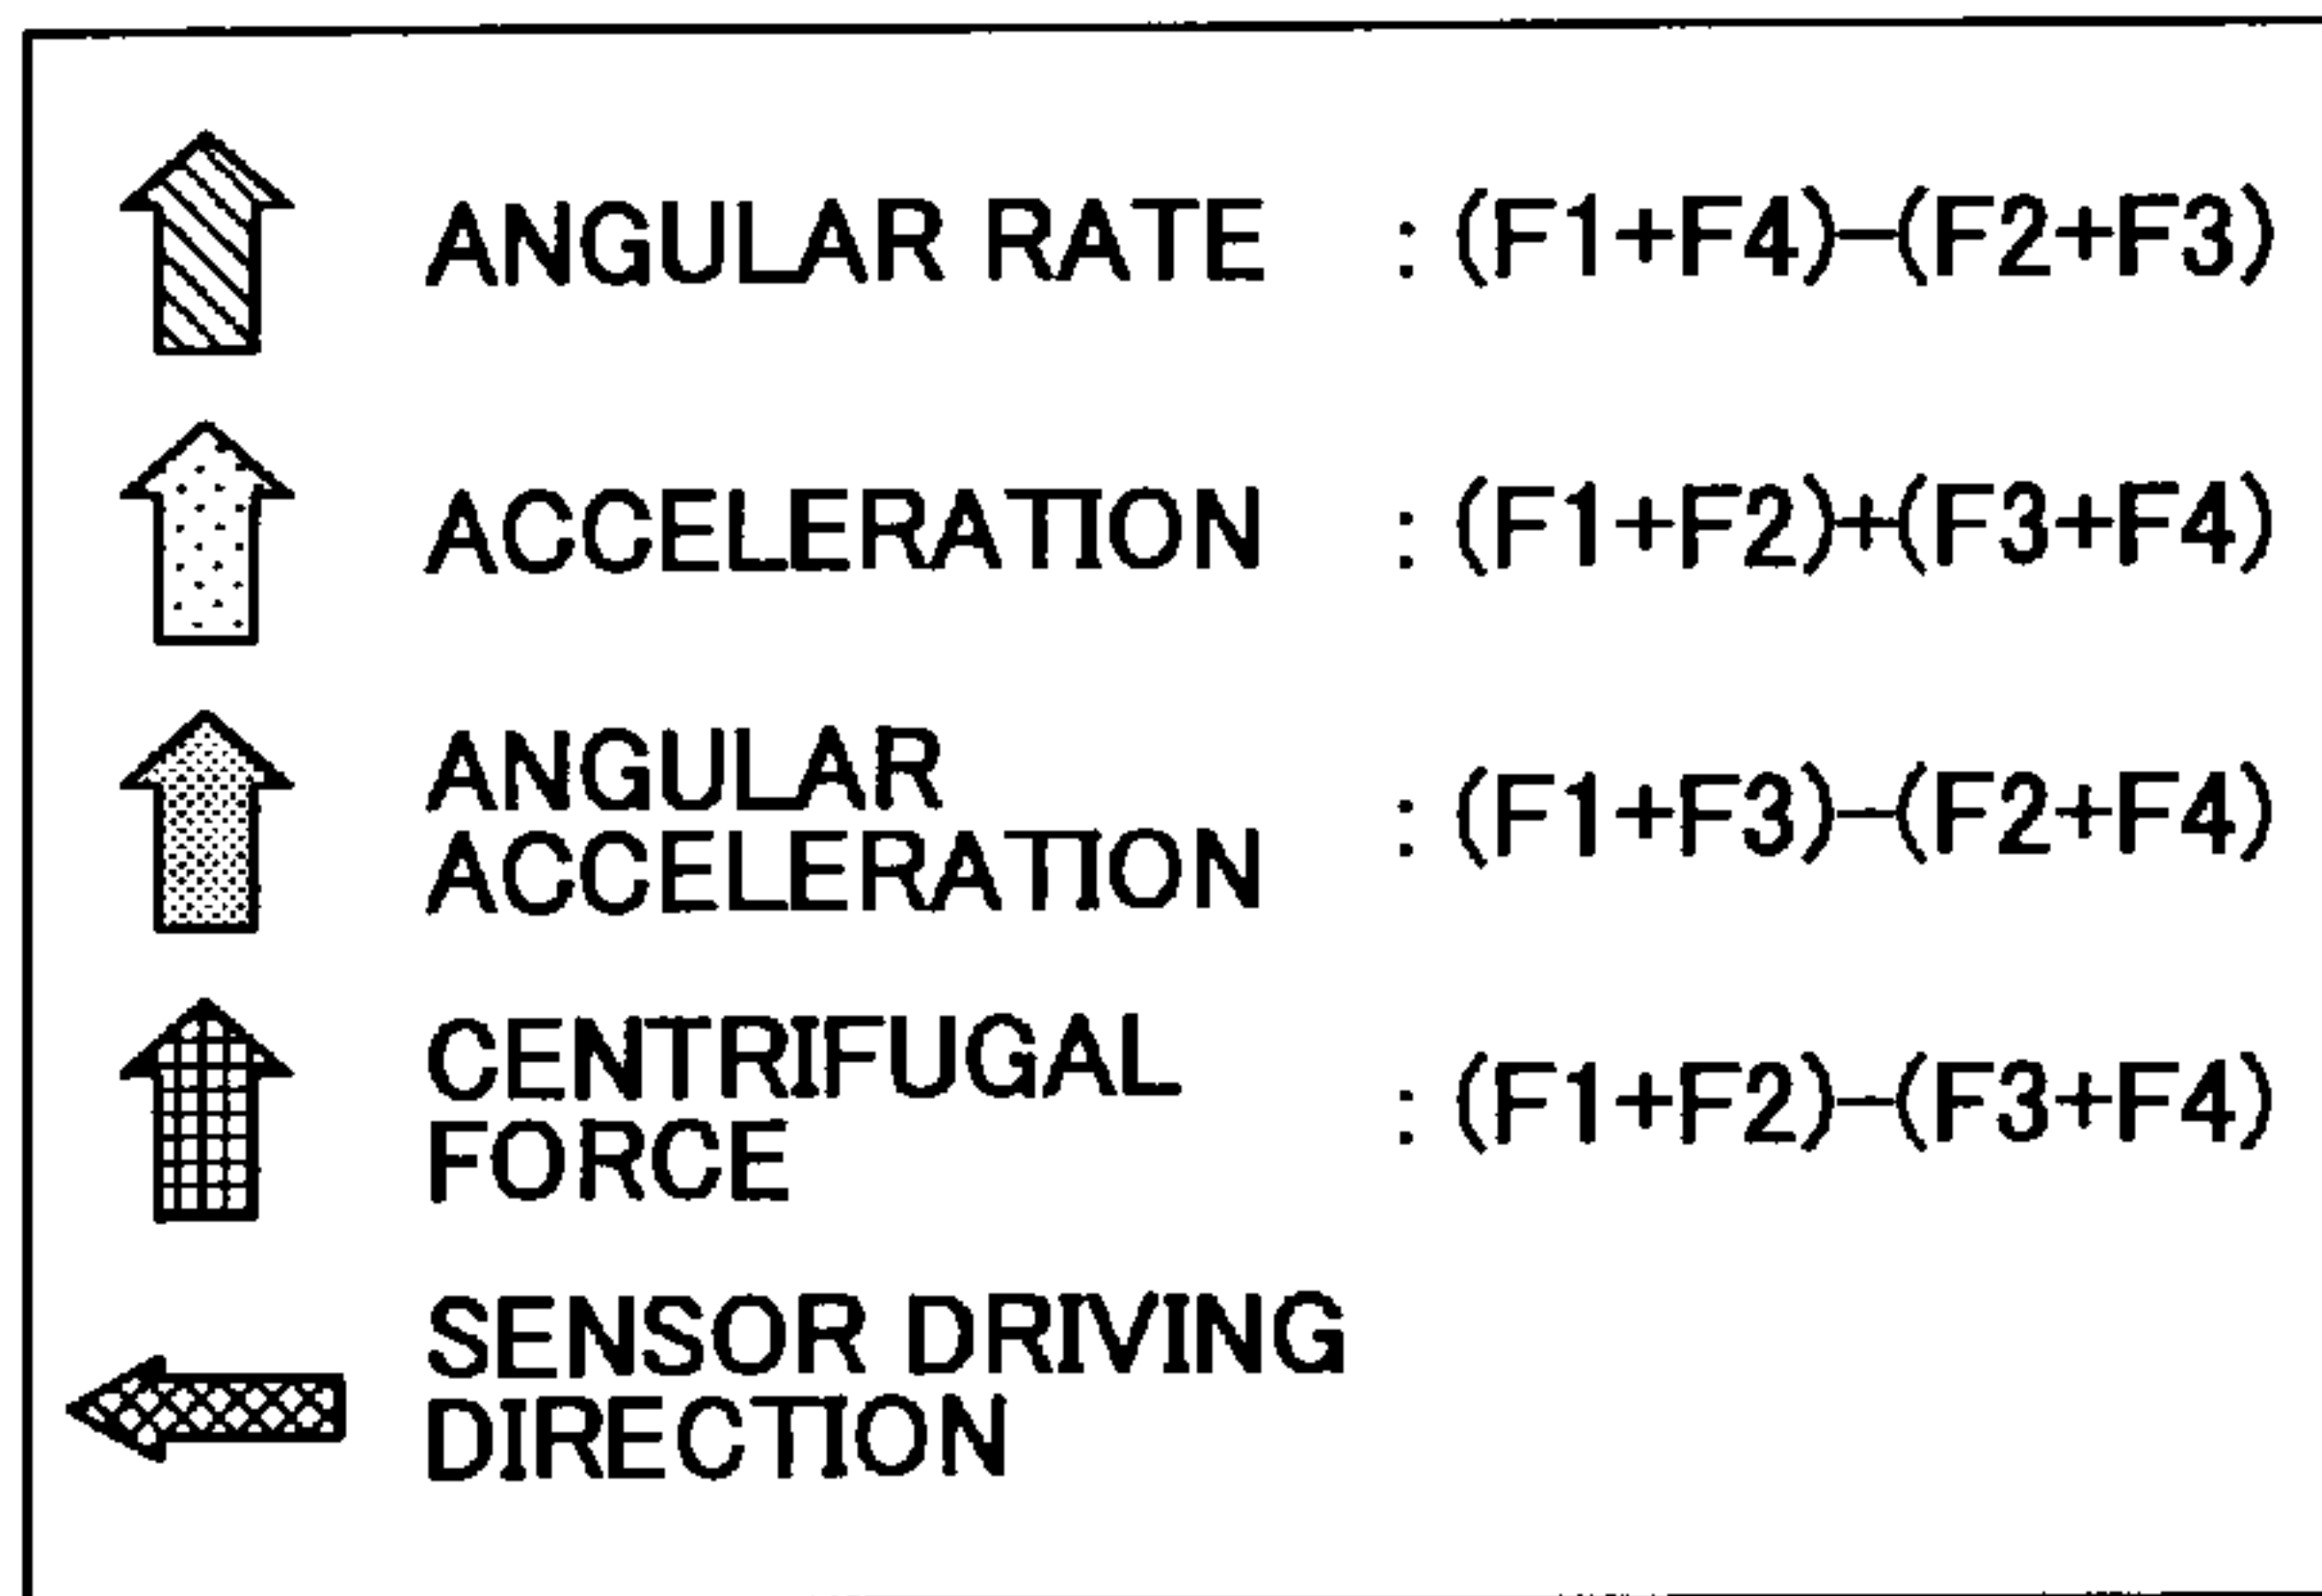 ANGULAR RATE : (F1+F4)−(F2+F3)
ACCELERATION : (F1+F2)+(F3+F4)
ANGULAR
ACCELERATION : (F1+F3)−(F2+F4)
CENTRIFUGAL
FORCE : (F1+F2)−(F3+F4)
SENSOR DRIVING
DIRECTION